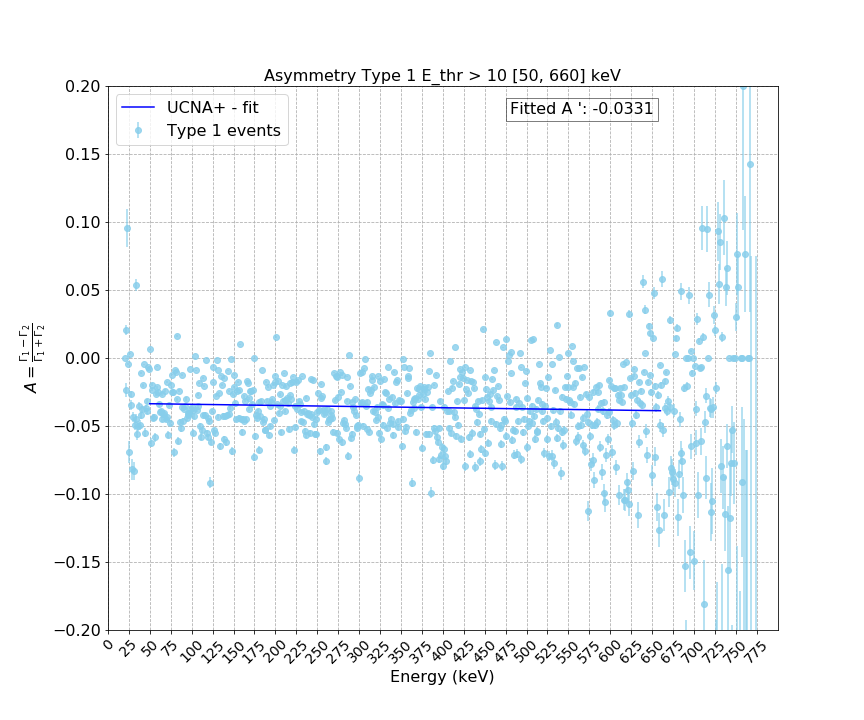 Asymmetry Type 1 E_thr > 10 [50, 660] keV
UCNA+ - fit
Type 1 events
Fitted A ': -0.0331
A = Γ1 − Γ2 / Γ1 + Γ2
0.20
0.15
0.10
0.05
0.00
−0.05
−0.10
−0.15
−0.20
0 25 50 75 100 125 150 175 200 225 250 275 300 325 350 375 400 425 450 475 500 525 550 575 600 625 650 675 700 725 750 775
Energy (keV)